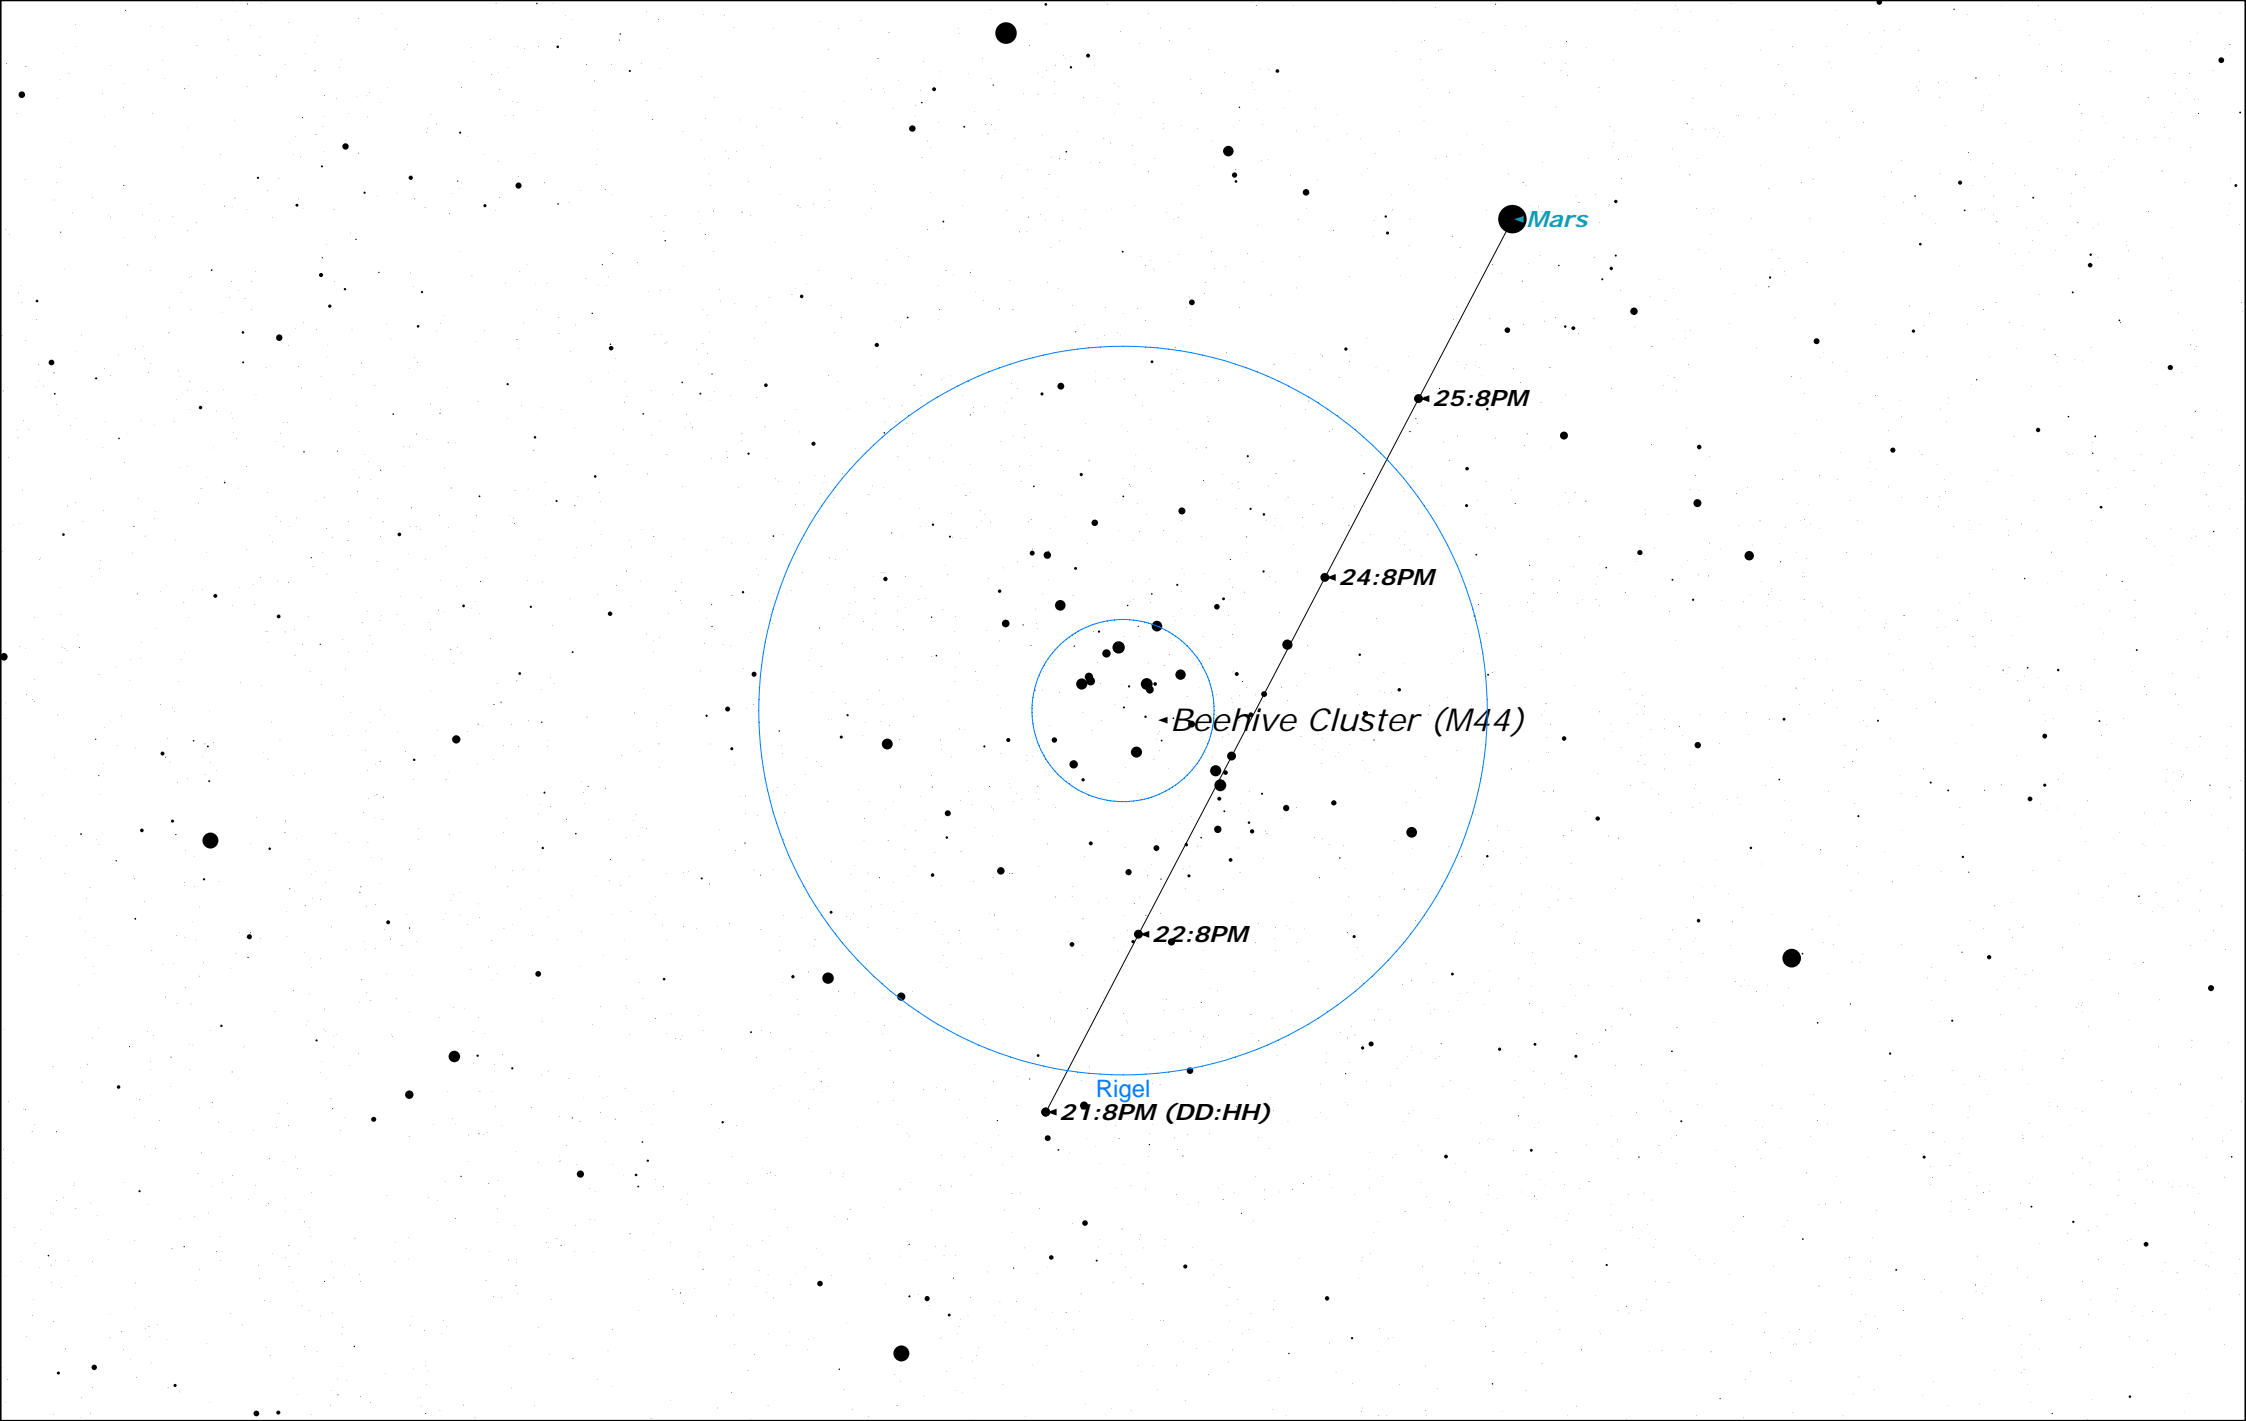 Mars
25:8PM
24:8PM
Beehive Cluster (M44)
22:8PM
Rigel
21:8PM (DD:HH)